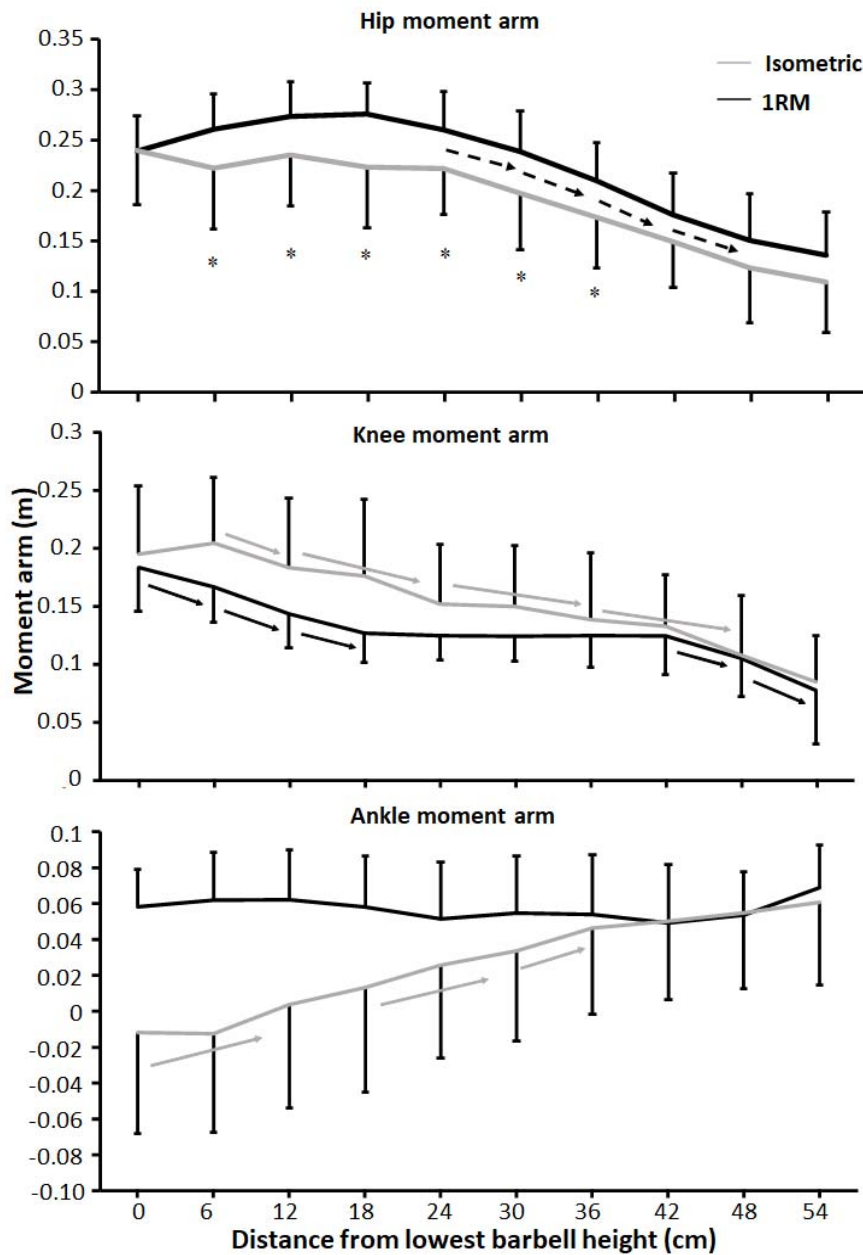 Hip moment arm
0.35
0.3
0.25
0.2
0.15
0.1
0.05
0
Isometric
1RM
* * * * * *
Knee moment arm
0.3
0.25
0.2
0.15
0.1
0.05
0
Moment arm (m)
Ankle moment arm
0.1
0.08
0.06
0.04
0.02
0
-0.02
-0.04
-0.06
-0.08
-0.10
0 6 12 18 24 30 36 42 48 54
Distance from lowest barbell height (cm)